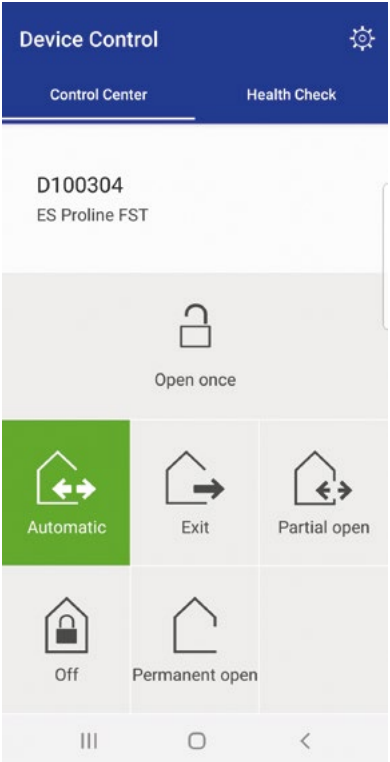 Device Control
Control Center
Health Check
D100304
ES Proline FST
Open once
Automatic
Exit
Partial open
Off
Permanent open